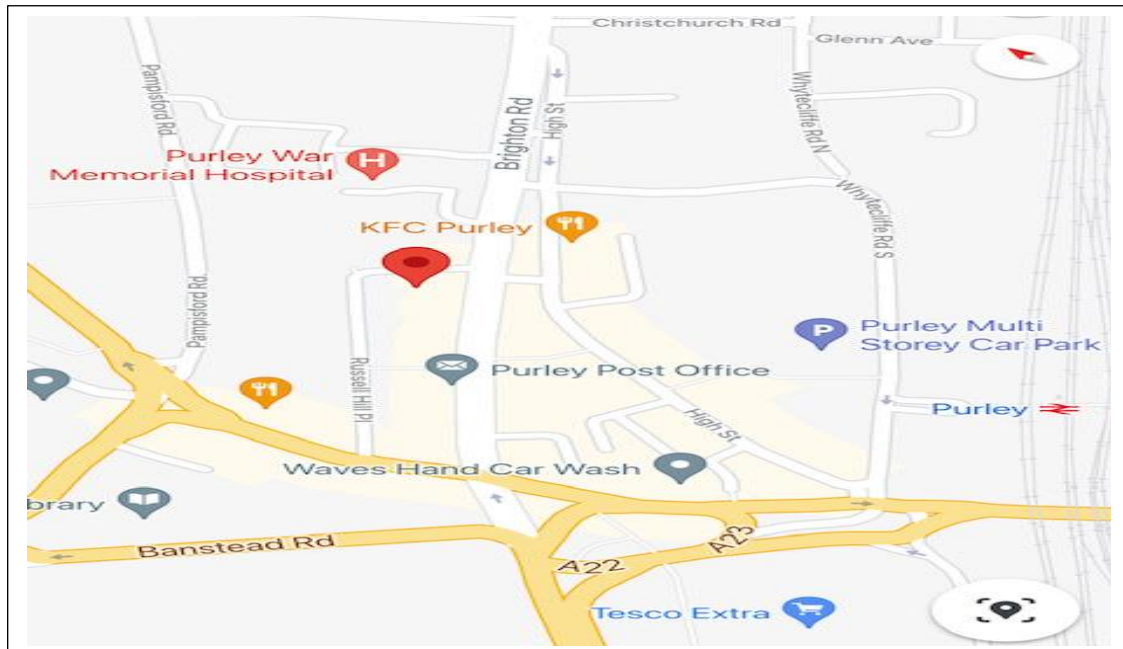 Christchurch Rd
Glenn Ave
Pampisford Rd
Brighton Rd
High St
Whytecliffe Rd N
Purley War
Memorial Hospital
H
Whytecliffe Rd S
KFC Purley
Pampisford Rd
Purley Multi
Storey Car Park
P
Russell Hill Pl
Purley Post Office
Purley
High St
Waves Hand Car Wash
brary
Banstead Rd
A23
A22
Tesco Extra